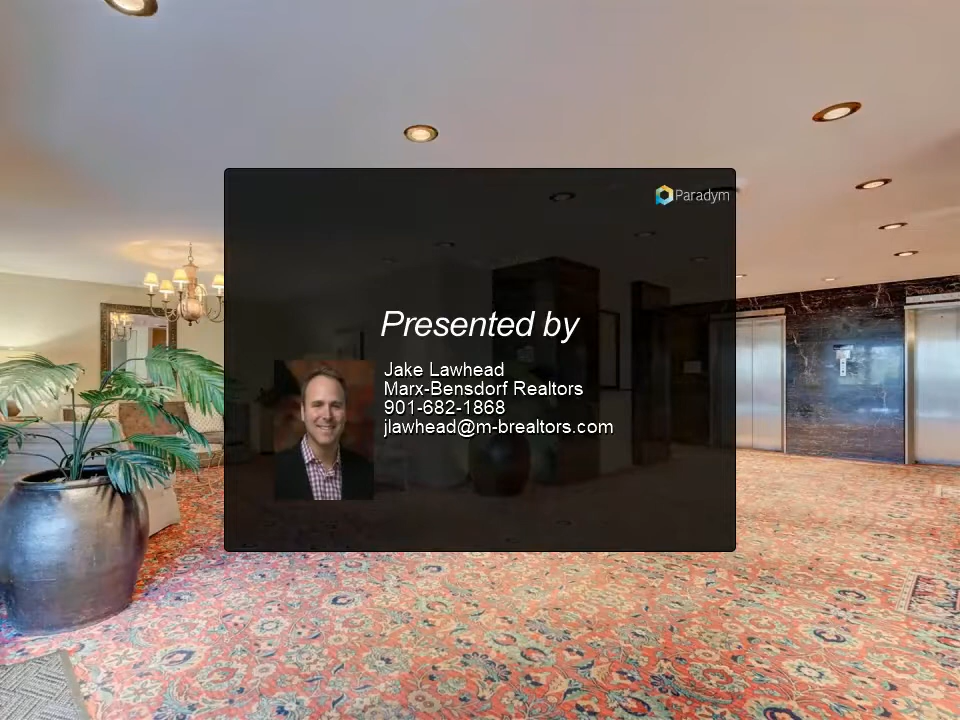 Paradym
Presented by
Jake Lawhead
Marx-Bensdorf Realtors
901-682-1868
jlawhead@m-brealtors.com